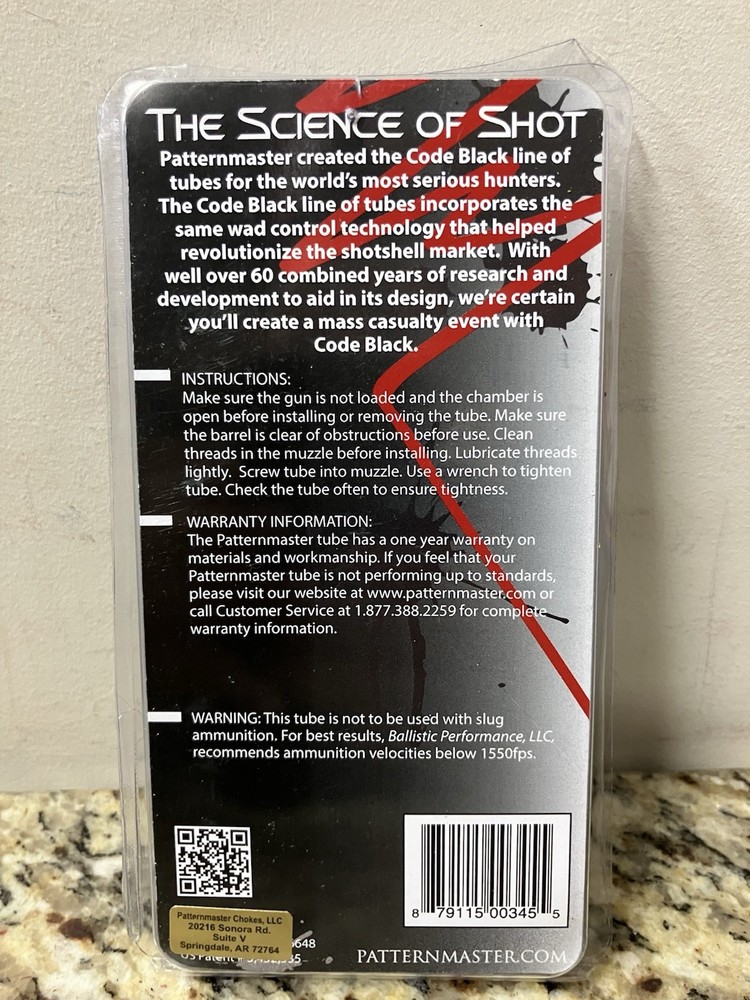 THE SCIENCE OF SHOT
Patternmaster created the Code Black line of
tubes for the world's most serious hunters.
The Code Black line of tubes incorporates the
same wad control technology that helped
revolutionize the shotshell market. With
well over 60 combined years of research and
development to aid in its design, we're certain
you'll create a mass casualty event with
Code Black.
INSTRUCTIONS:
Make sure the gun is not loaded and the chamber is
open before installing or removing the tube. Make sure
the barrel is clear of obstructions before use. Clean
threads in the muzzle before installing. Lubricate threads
lightly. Screw tube into muzzle. Use a wrench to tighten
tube. Check the tube often to ensure tightness.
WARRANTY INFORMATION:
The Patternmaster tube has a one year warranty on
materials and workmanship. If you feel that your
Patternmaster tube is not performing up to standards,
please visit our website at www.patternmaster.com or
call Customer Service at 1.877.388.2259 for complete
warranty information.
WARNING: This tube is not to be used with slug
ammunition. For best results, Ballistic Performance, LLC,
recommends ammunition velocities below 1550fps.
8 79115 00345 5
Patternmaster Chokes, LLC
20216 Sonora Rd.
Suite V
Springdale, AR 72764
US Patent #
PATTERNMASTER.COM